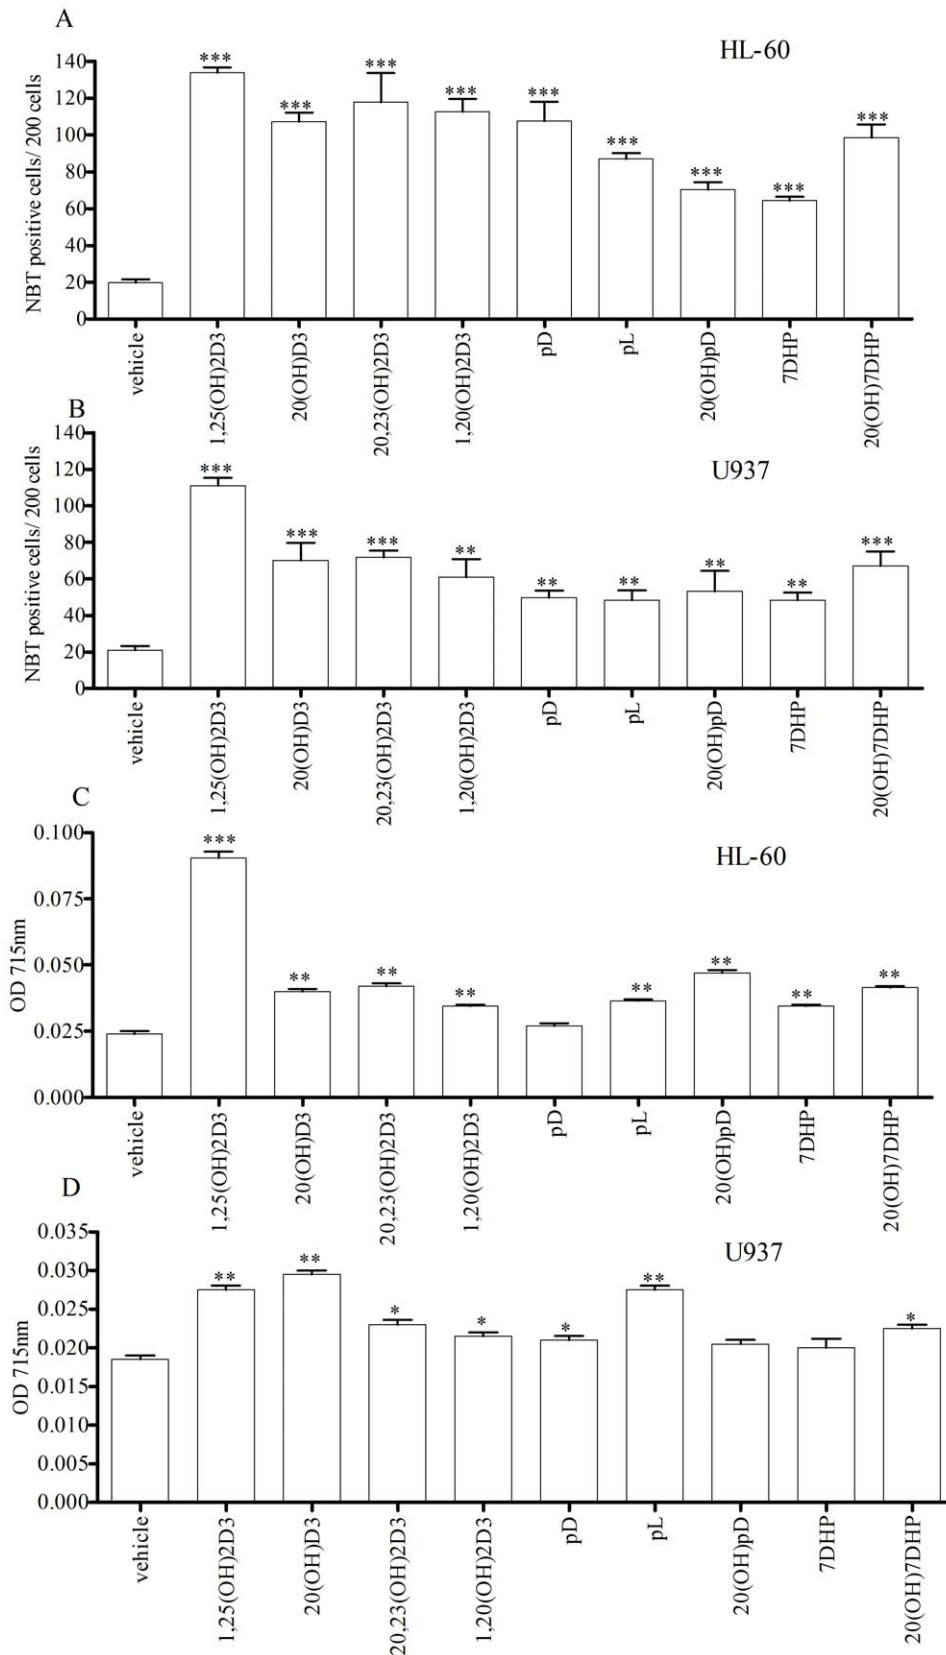 A
HL-60
NBT positive cells/ 200 cells
140
120
100
80
60
40
20
0
***
***
***
***
***
***
***
***
***
vehicle
1,25(OH)2D3
20(OH)D3
20,23(OH)2D3
1,20(OH)2D3
pD
pL
20(OH)pD
7DHP
20(OH)7DHP
B
U937
NBT positive cells/ 200 cells
140
120
100
80
60
40
20
0
***
***
***
**
**
**
**
**
***
vehicle
1,25(OH)2D3
20(OH)D3
20,23(OH)2D3
1,20(OH)2D3
pD
pL
20(OH)pD
7DHP
20(OH)7DHP
C
HL-60
OD 715nm
0.100
0.075
0.050
0.025
0.000
***
**
**
**
**
**
**
**
vehicle
1,25(OH)2D3
20(OH)D3
20,23(OH)2D3
1,20(OH)2D3
pD
pL
20(OH)pD
7DHP
20(OH)7DHP
D
U937
OD 715nm
0.035
0.030
0.025
0.020
0.015
0.010
0.005
0.000
**
**
*
*
*
**
*
vehicle
1,25(OH)2D3
20(OH)D3
20,23(OH)2D3
1,20(OH)2D3
pD
pL
20(OH)pD
7DHP
20(OH)7DHP